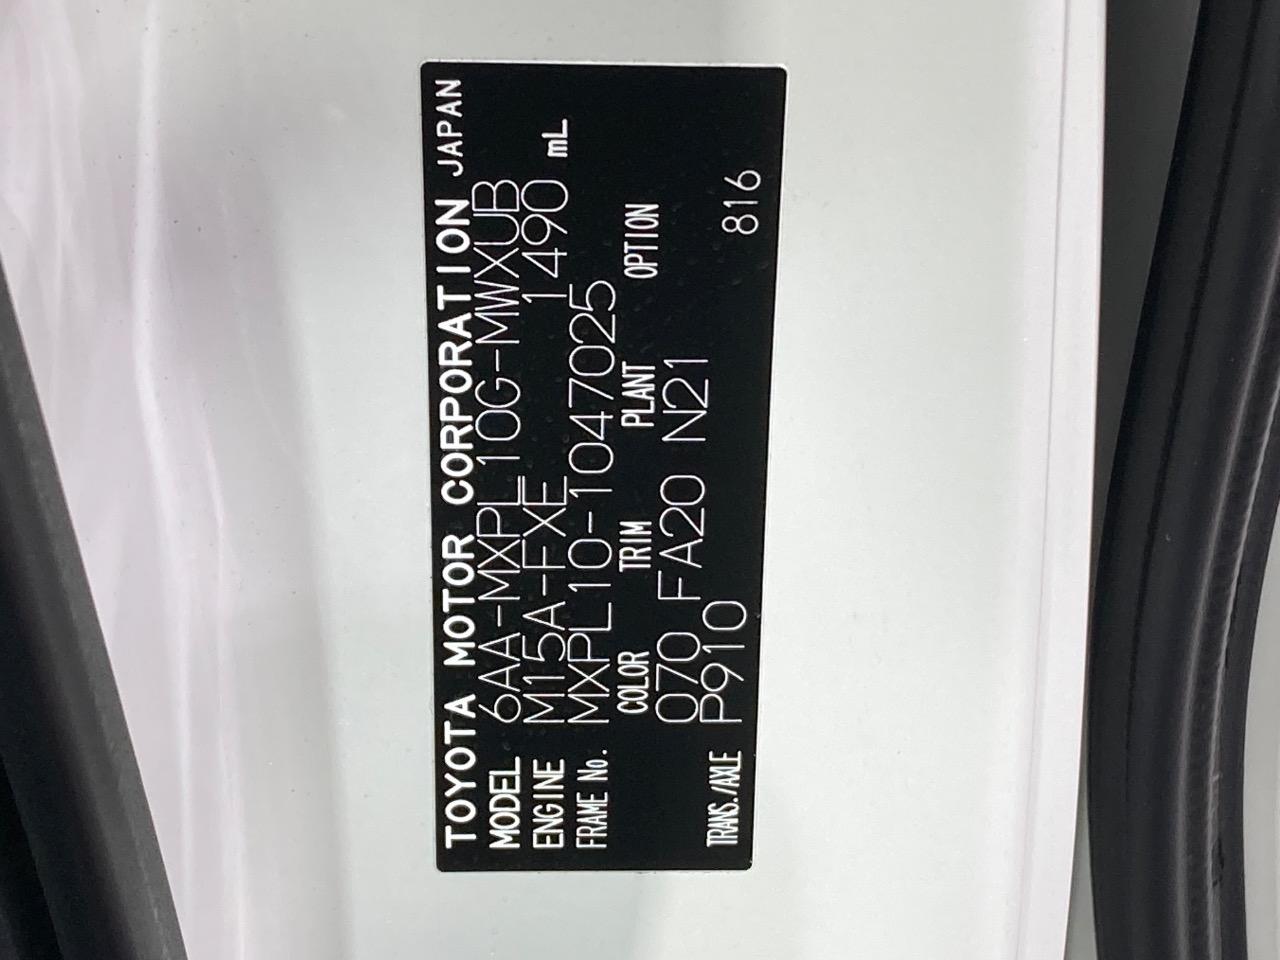 TOYOTA MOTOR CORPORATION JAPAN
MODEL 6AA-MXPL10G-MWXUB
ENGINE M15A-FXE 1490 mL
FRAME No. MXPL10-1047025
COLOR TRIM PLANT OPTION
070 FA20 N21
TRANS./AXLE P910 816